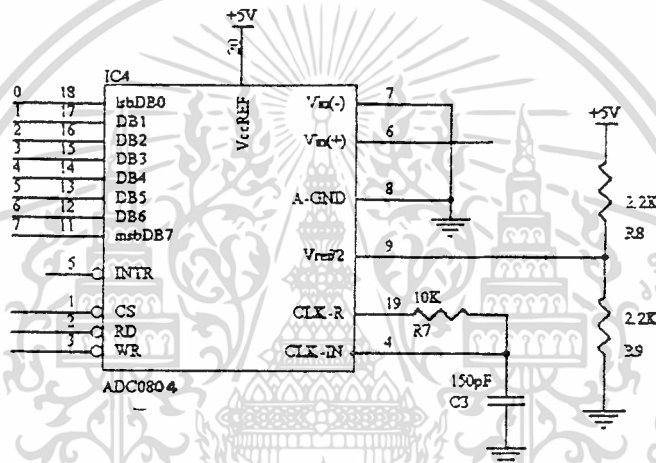 +5V
20
IC4
VccREF
0 18 lsbDB0
1 17 DB1
2 16 DB2
3 15 DB3
4 14 DB4
5 13 DB5
6 12 DB6
7 11 msbDB7
5 INTR
1 CS
2 RD
3 WR
ADC0804
Vin(-) 7
Vin(+) 6
A-GND 8
Vref/2 9
CLK-R 19
CLK-IN 4
10K
R7
150pF
C3
+5V
2.2K
R8
2.2K
R9